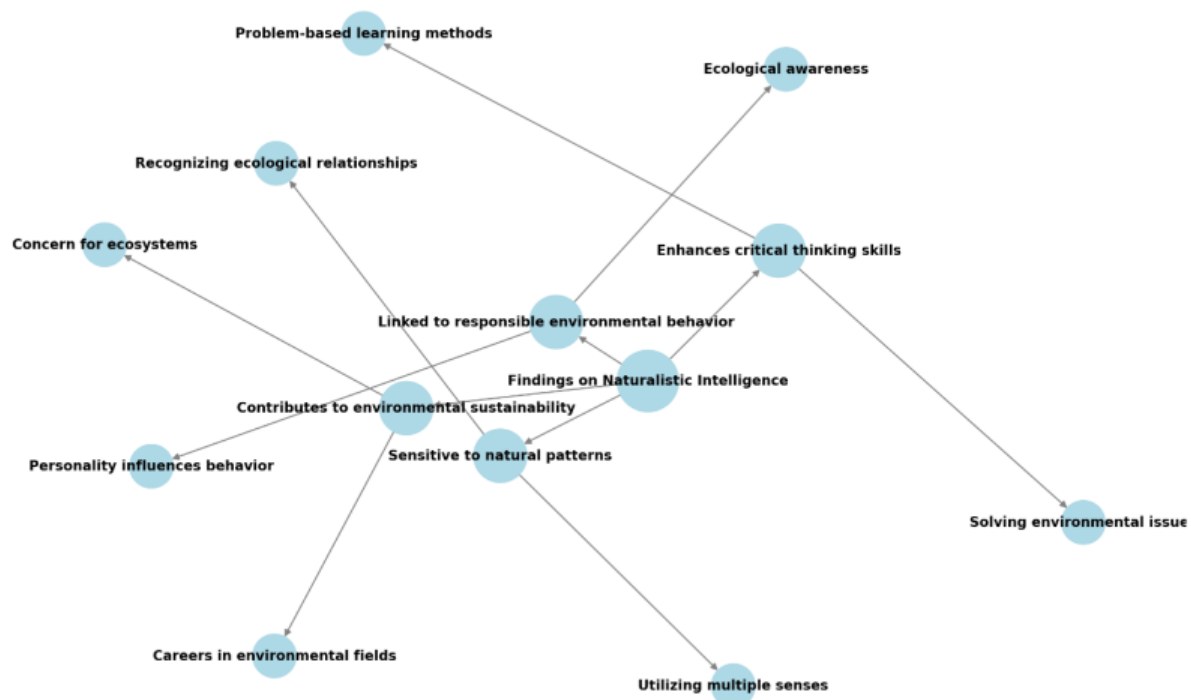 Problem-based learning methods
Ecological awareness
Recognizing ecological relationships
Concern for ecosystems
Enhances critical thinking skills
Linked to responsible environmental behavior
Findings on Naturalistic Intelligence
Contributes to environmental sustainability
Sensitive to natural patterns
Personality influences behavior
Solving environmental issue
Careers in environmental fields
Utilizing multiple senses